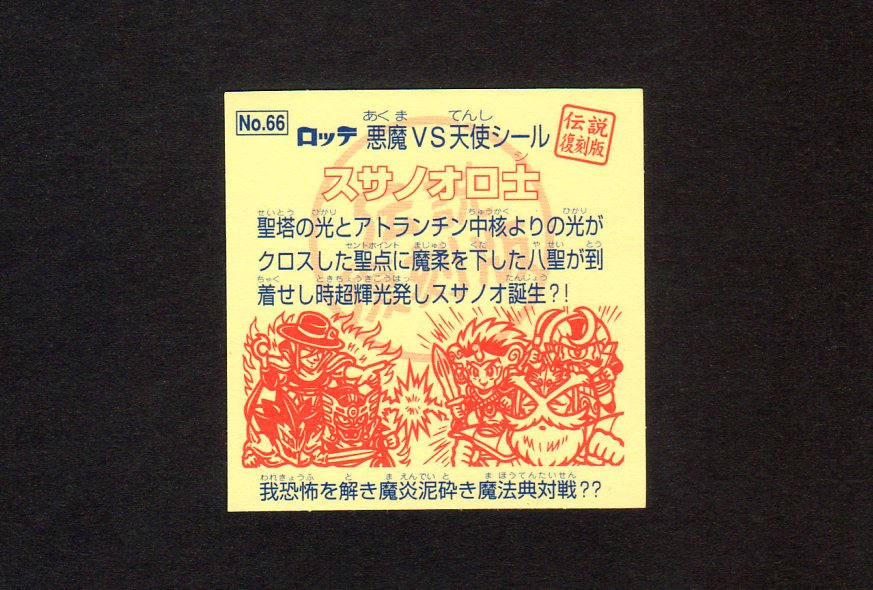 No.66
ロッテ 悪魔VS天使シール
あくま てんし
伝説
復刻版
スサノオロ士
シ
せいとう ひかり ちゅうかく ひかり
聖塔の光とアトランチン中核よりの光が
セントポイント まじゅう くだ やせい とう
クロスした聖点に魔柔を下した八聖が到
ちゃく ときちょうきこうはっ たんじょう
着せし時超輝光発しスサノオ誕生?!
われきょうふ と まえんでいと まほうてんたいせん
我恐怖を解き魔炎泥砕き魔法典対戦??